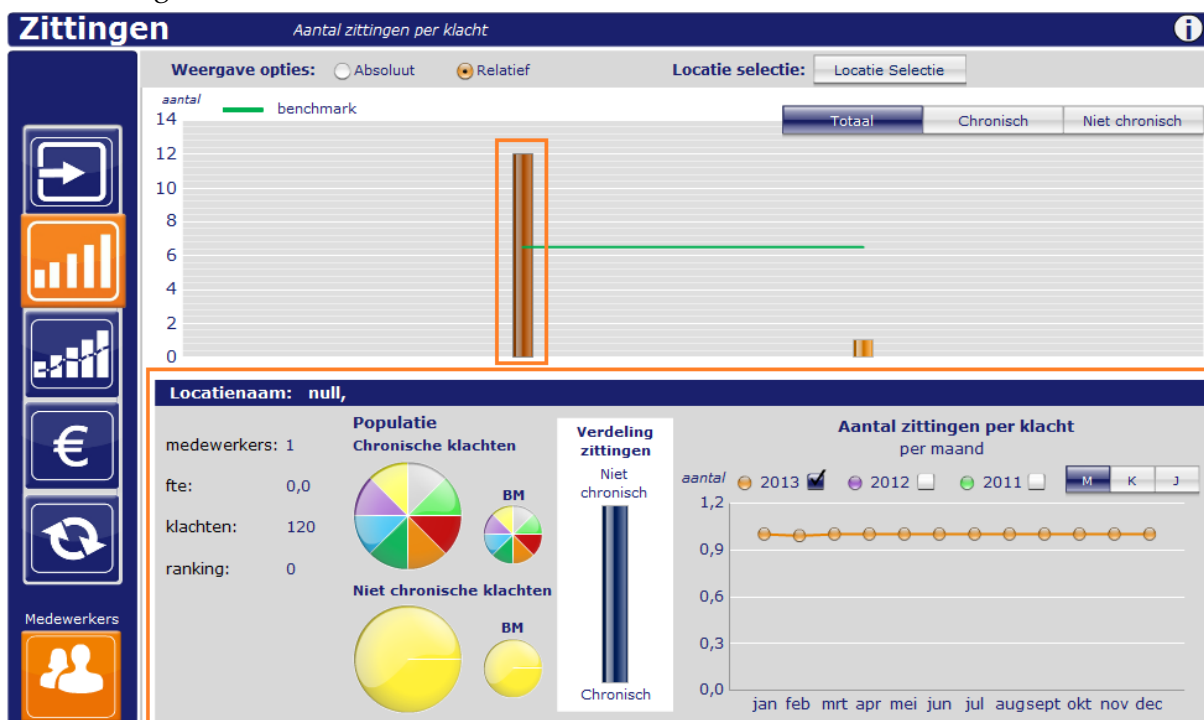 Zittingen
Aantal zittingen per klacht
i
Weergave opties: Absoluut Relatief
Locatie selectie: Locatie Selectie
aantal
benchmark
Totaal Chronisch Niet chronisch
14
12
10
8
6
4
2
0
€
Medewerkers
Locatienaam: null,
medewerkers: 1
fte: 0,0
klachten: 120
ranking: 0
Populatie
Chronische klachten
BM
Niet chronische klachten
BM
Verdeling
zittingen
Niet
chronisch
Chronisch
Aantal zittingen per klacht
per maand
aantal 2013 2012 2011 M K J
1,2
0,9
0,6
0,3
0,0
jan feb mrt apr mei jun jul aug sept okt nov dec